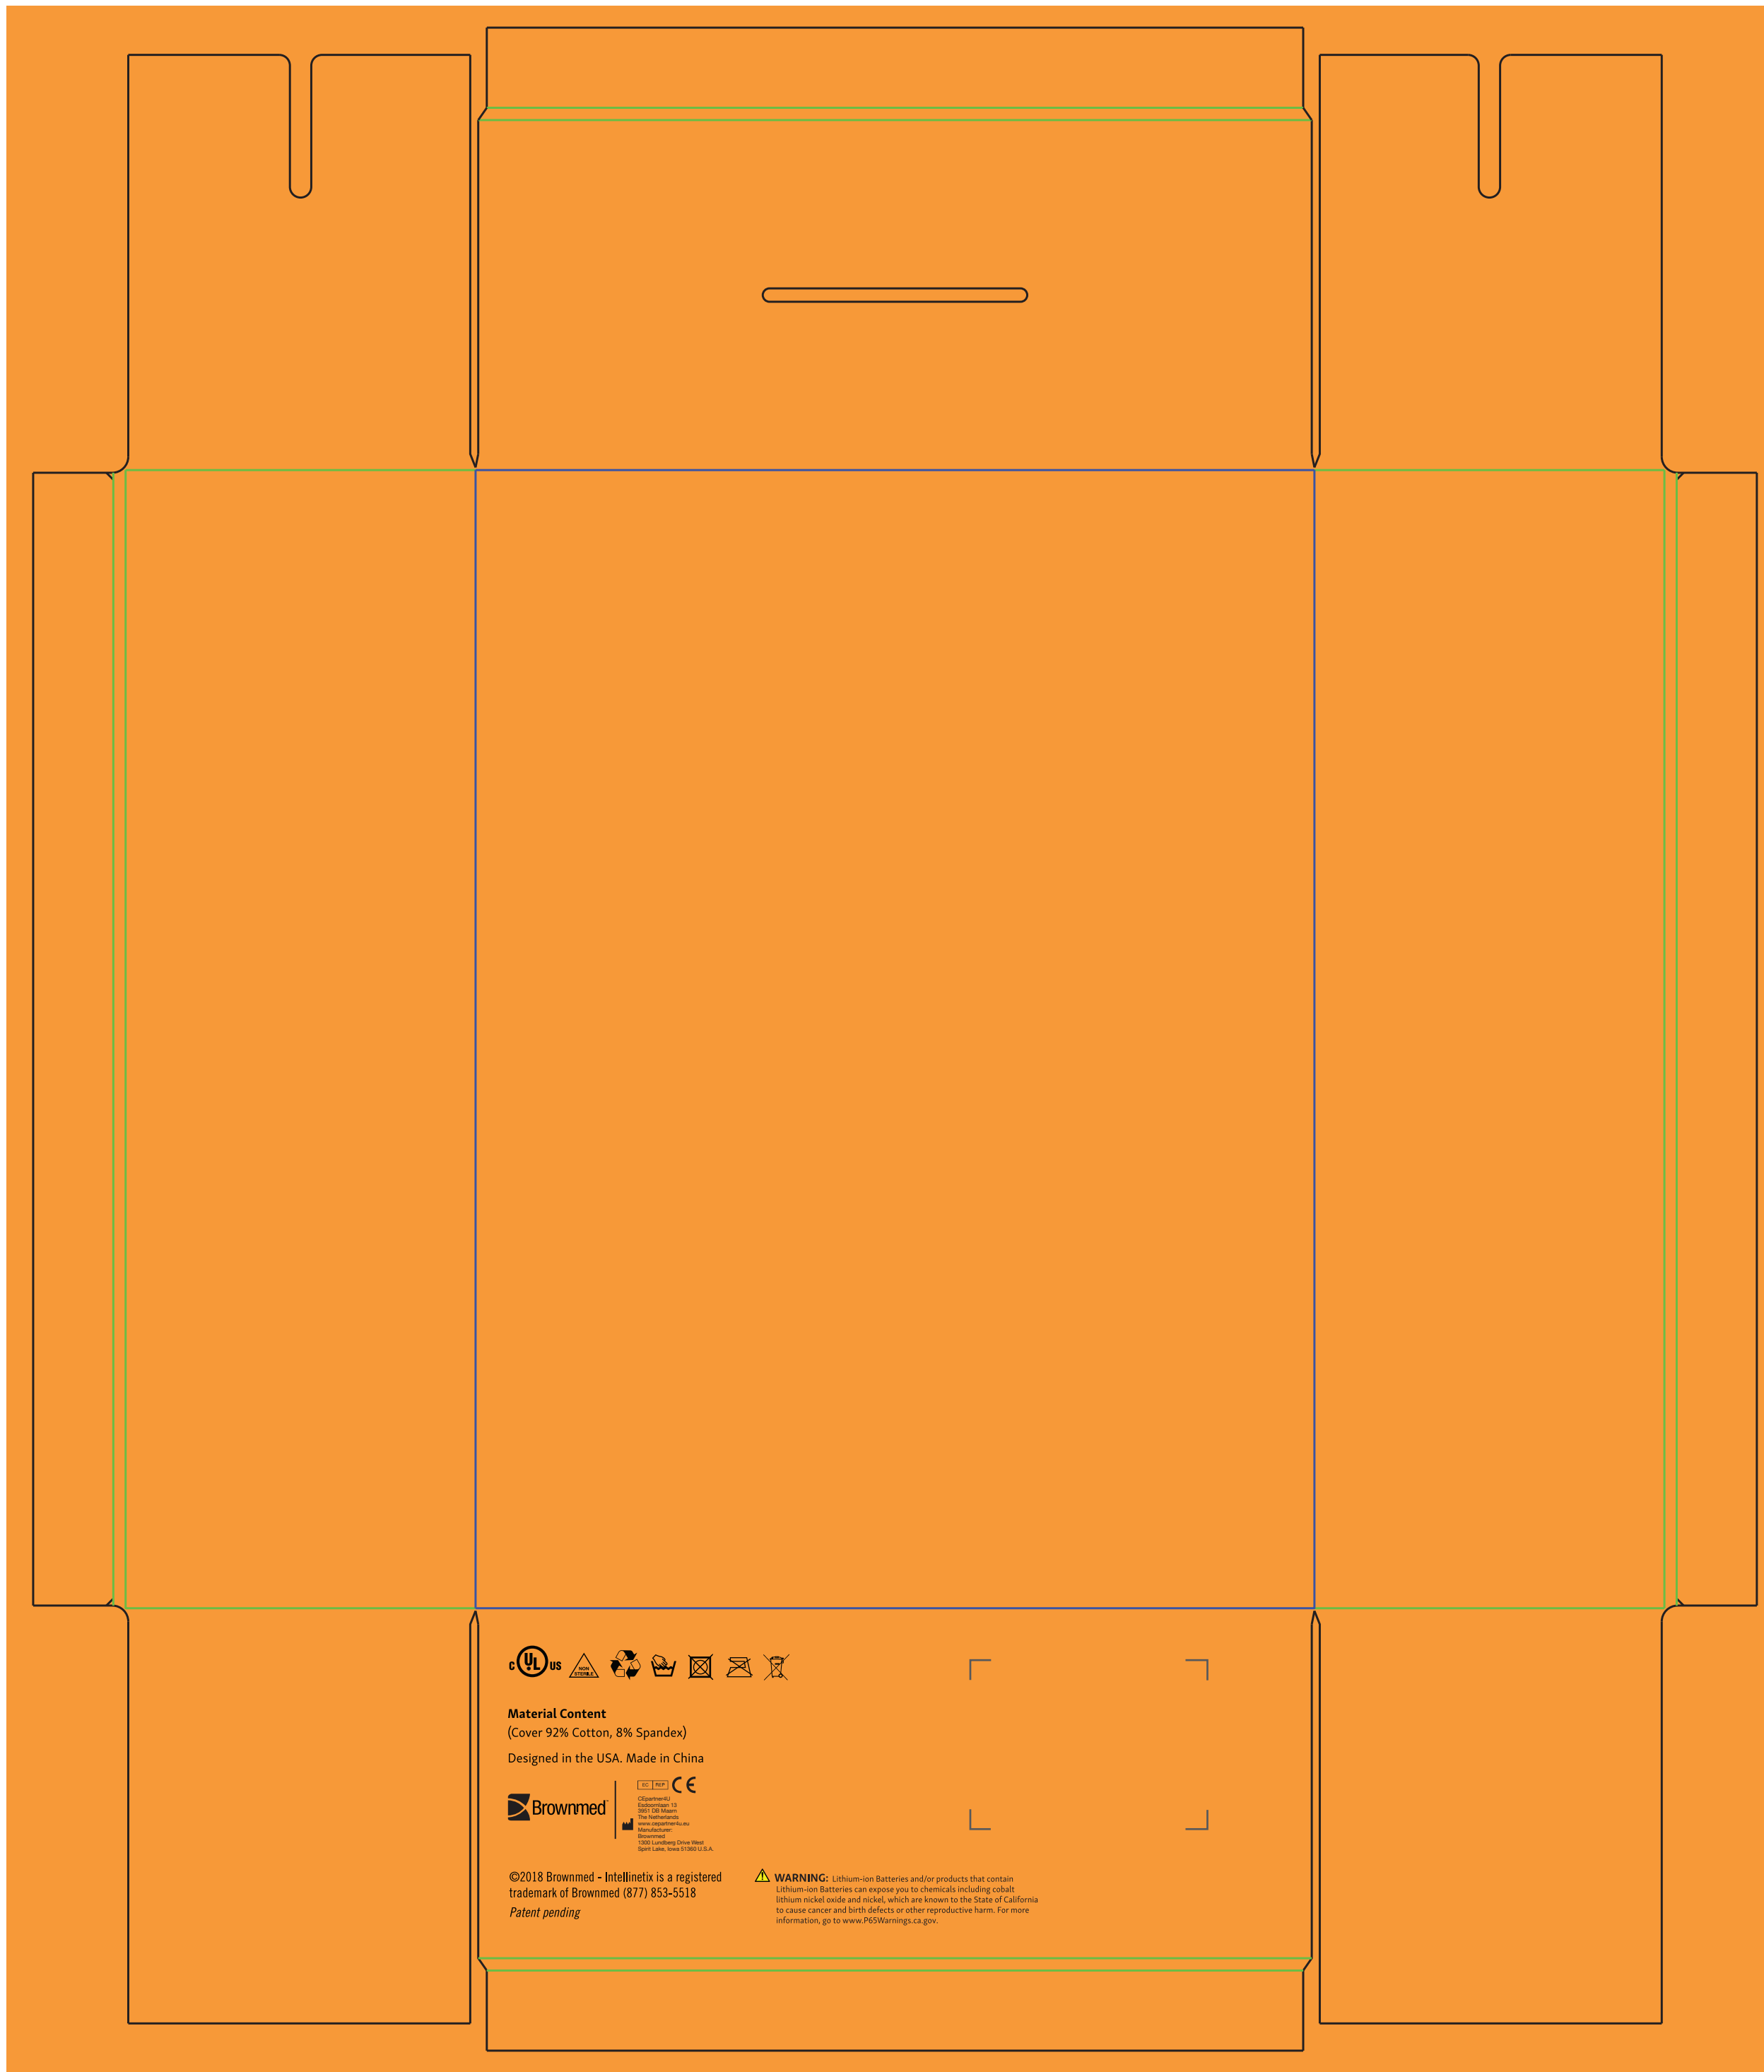 C UL US
NON
STERILE
Material Content
(Cover 92% Cotton, 8% Spandex)
Designed in the USA. Made in China
Brownmed™
EC REP CE
CEpartner4U
Esdoornlaan 13
3951 DB Maarn
The Netherlands
www.cepartner4u.eu
Manufacturer:
Brownmed
1300 Lundberg Drive West
Spirit Lake, Iowa 51360 U.S.A.
©2018 Brownmed - Intellinetix is a registered
trademark of Brownmed (877) 853-5518
Patent pending
WARNING: Lithium-ion Batteries and/or products that contain
Lithium-ion Batteries can expose you to chemicals including cobalt
lithium nickel oxide and nickel, which are known to the State of California
to cause cancer and birth defects or other reproductive harm. For more
information, go to www.P65Warnings.ca.gov.